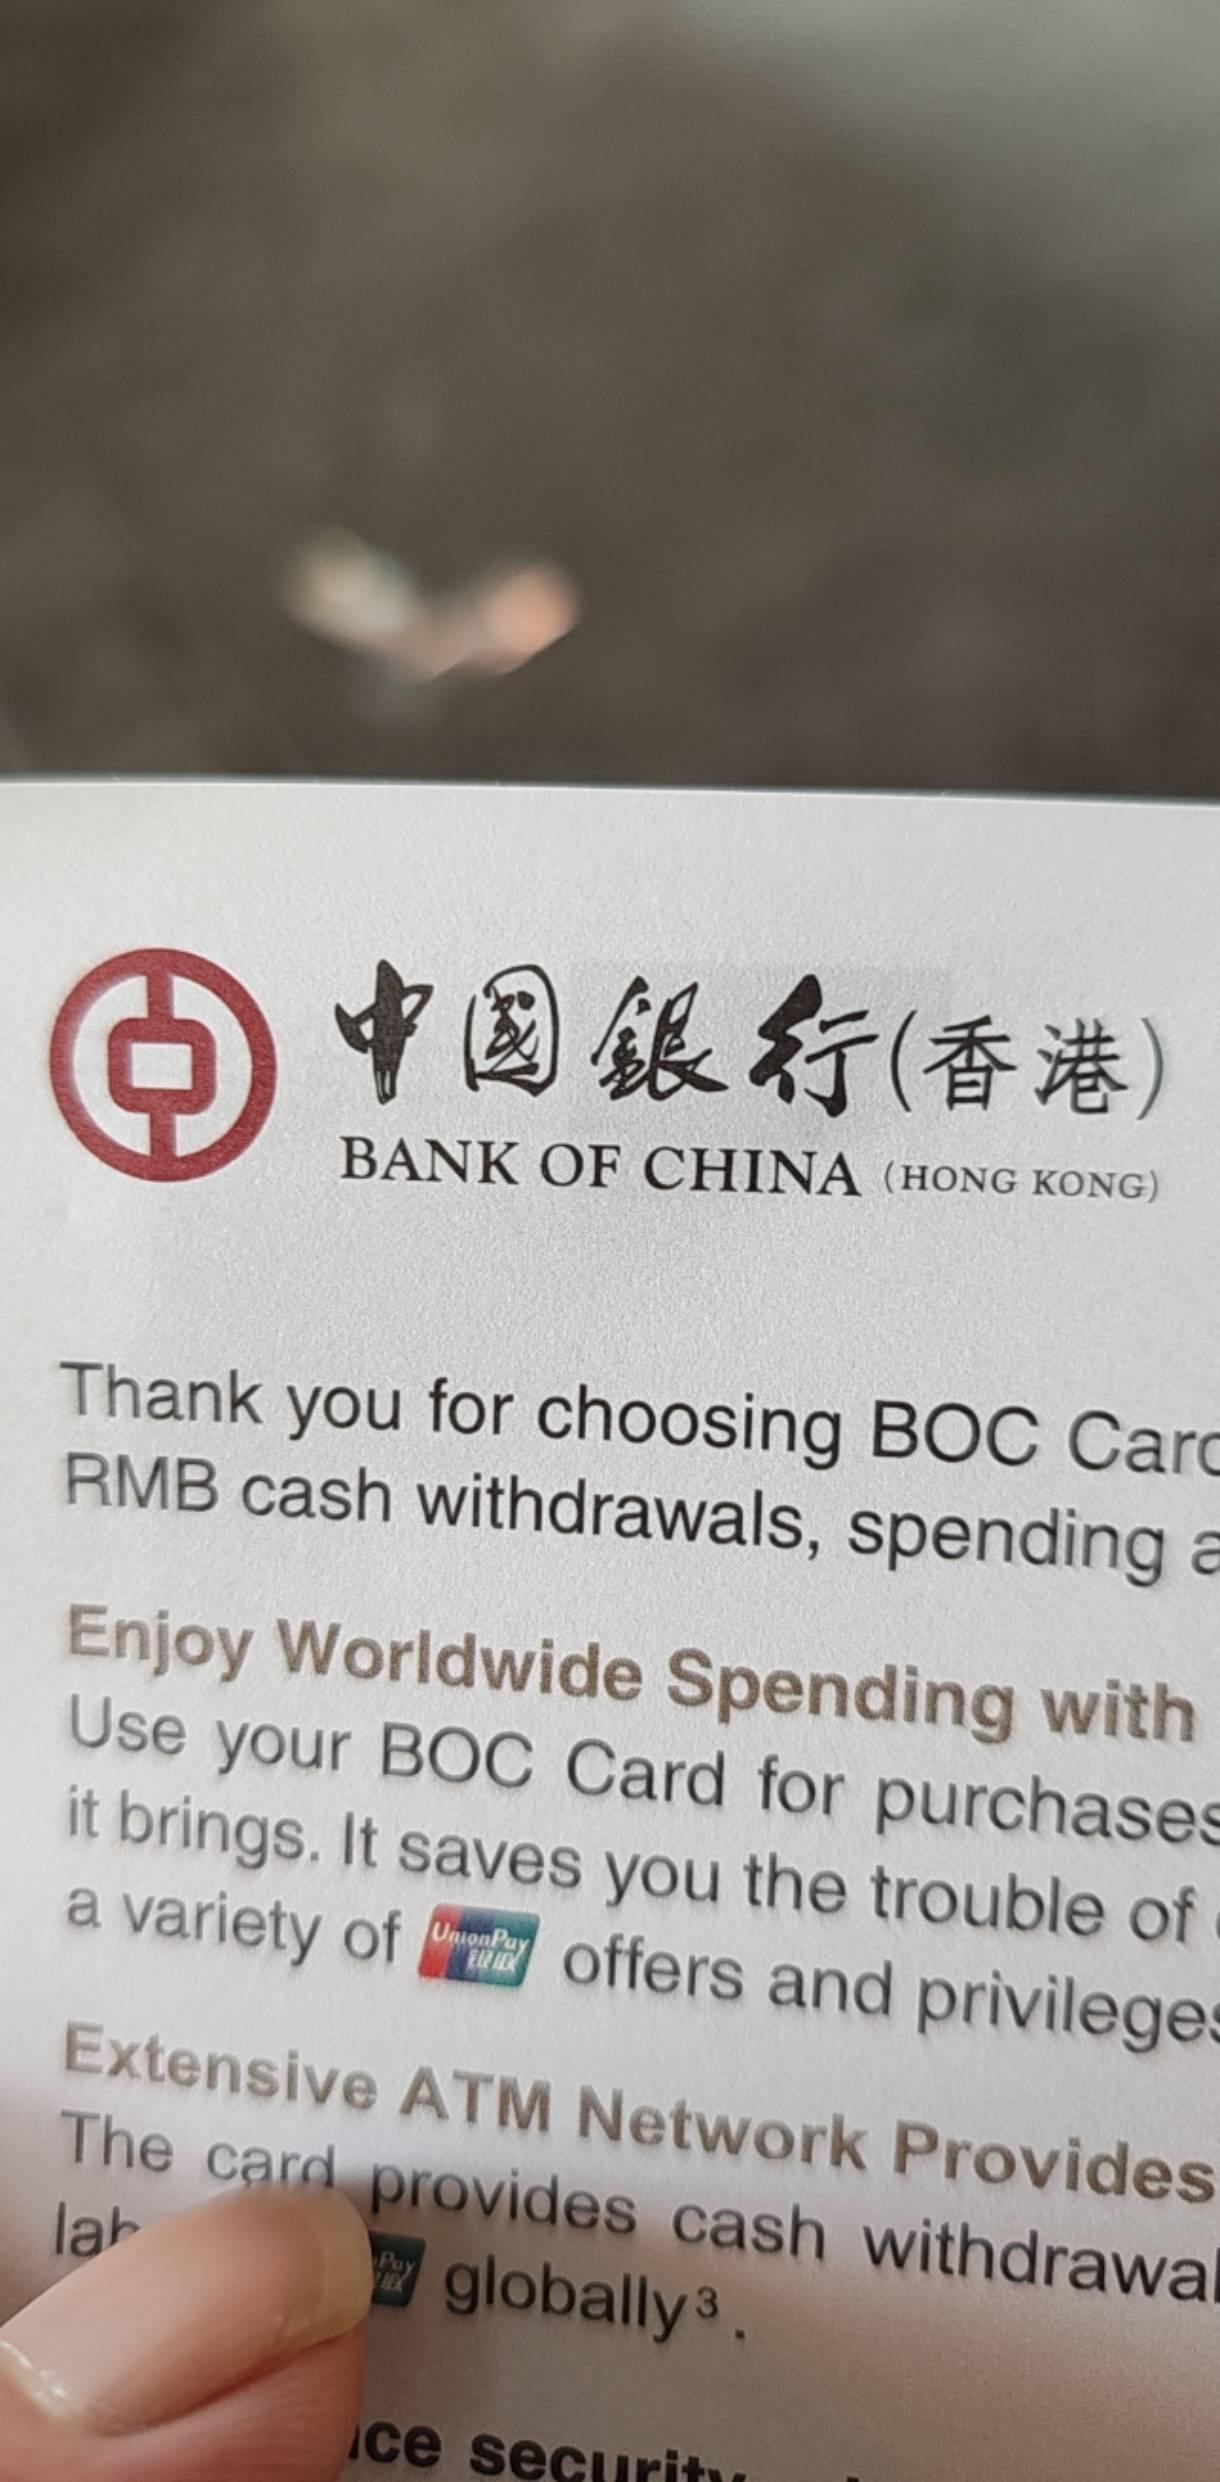 中國銀行(香港)
BANK OF CHINA (HONG KONG)
Thank you for choosing BOC Card
RMB cash withdrawals, spending a
Enjoy Worldwide Spending with
Use your BOC Card for purchases
it brings. It saves you the trouble of
a variety of UnionPay 银联 offers and privileges
Extensive ATM Network Provides
The card provides cash withdrawal
Pay globally³.
security